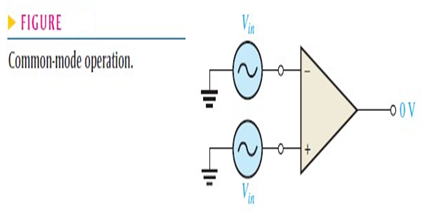 FIGURE
Common-mode operation.
Vin
−
0 V
+
Vin